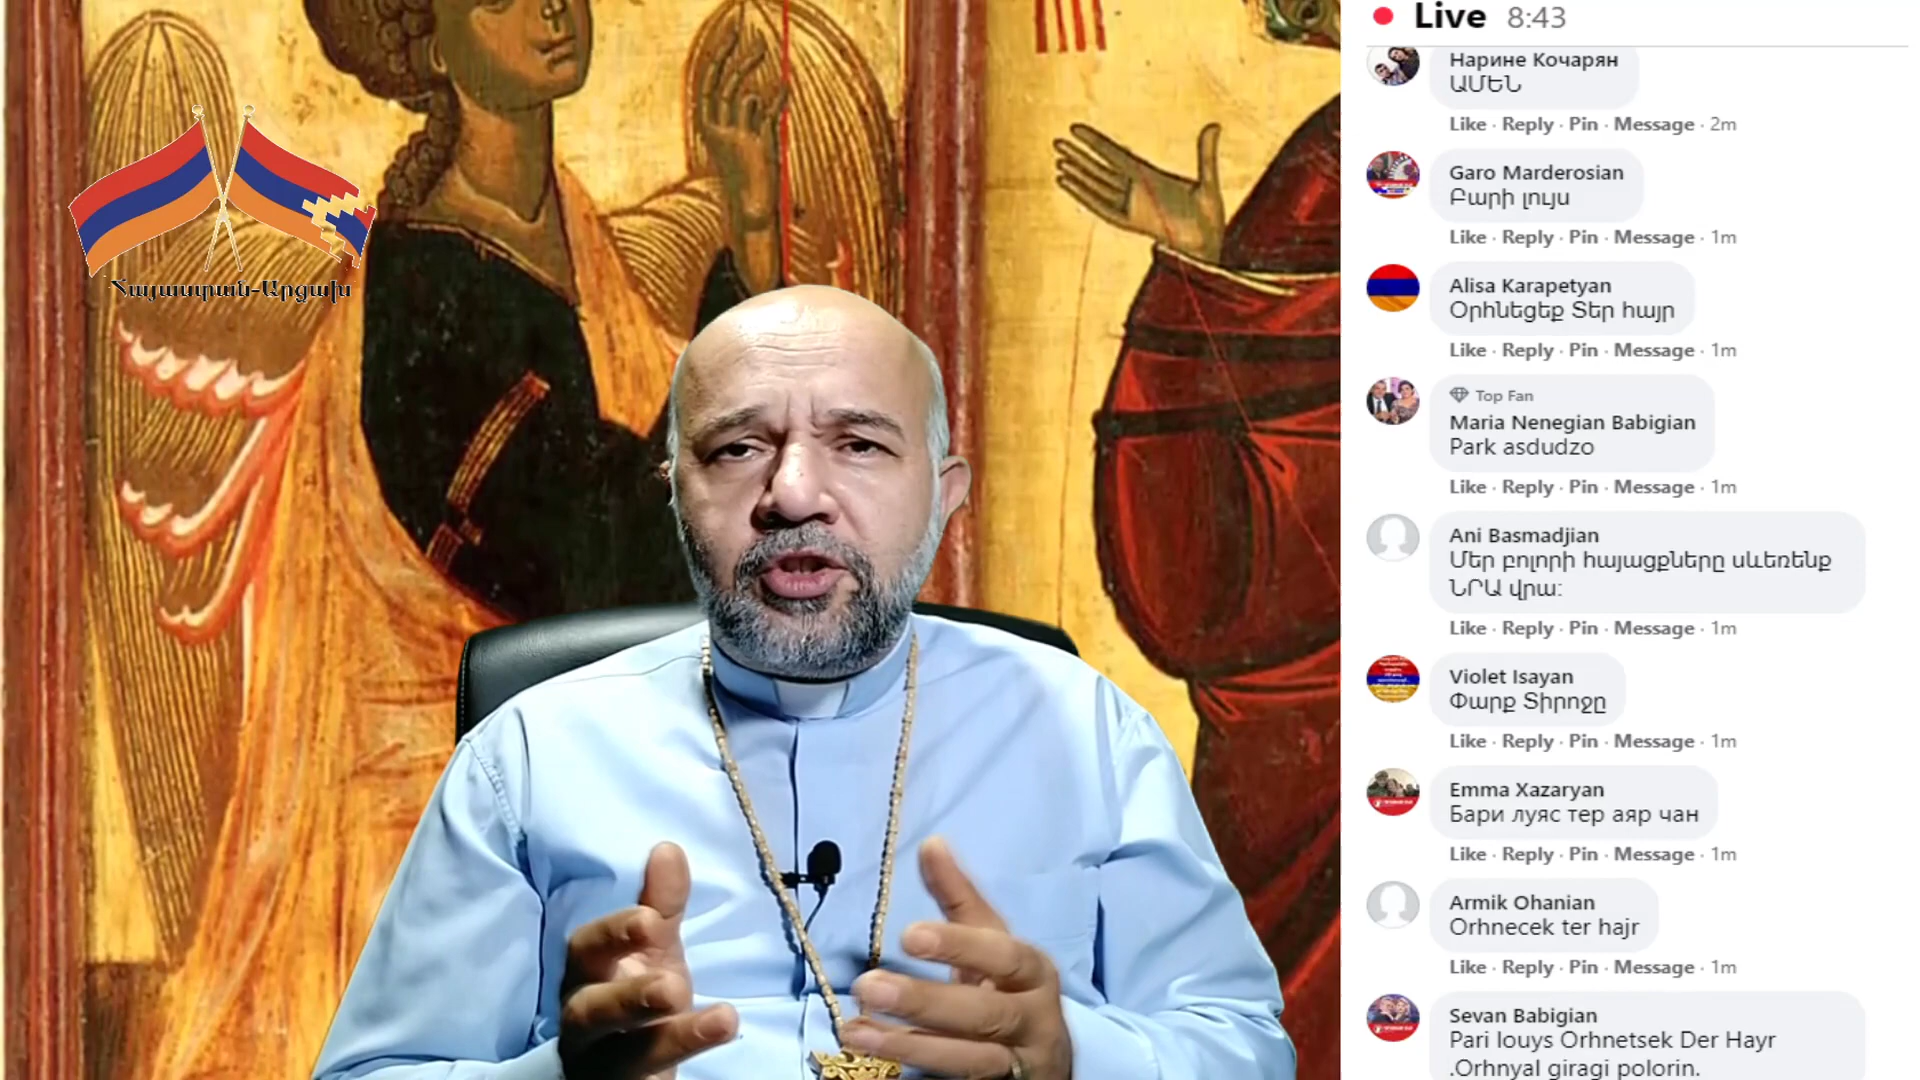 Հայաստան-Արցախ
Live 8:43
Нарине Кочарян
ԱՄԵՆ
Like · Reply · Pin · Message · 2m
Garo Marderosian
Բարի լույս
Like · Reply · Pin · Message · 1m
Alisa Karapetyan
Օրհնեցեք Տեր հայր
Like · Reply · Pin · Message · 1m
Top Fan
Maria Nenegian Babigian
Park asdudzo
Like · Reply · Pin · Message · 1m
Ani Basmadjian
Մեր բոլորի հայացքները սևեռենք
ՆՐԱ վրա:
Like · Reply · Pin · Message · 1m
Violet Isayan
Փարք Տիրոջը
Like · Reply · Pin · Message · 1m
Emma Xazaryan
Бари луяс тер аяр чан
Like · Reply · Pin · Message · 1m
Armik Ohanian
Orhnecek ter hajr
Like · Reply · Pin · Message · 1m
Sevan Babigian
Pari louys Orhnetsek Der Hayr
.Orhnyal giragi polorin.